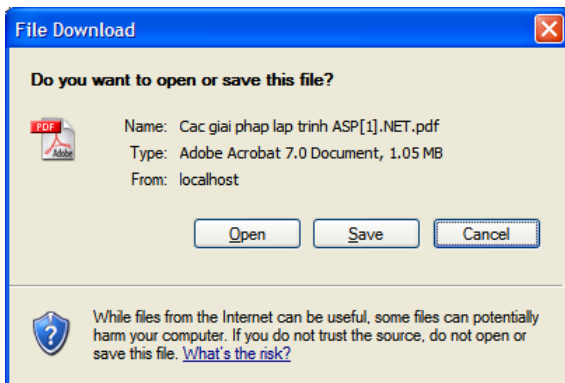 File Download
Do you want to open or save this file?
PDF
Adobe
Name: Cac giai phap lap trinh ASP[1].NET.pdf
Type: Adobe Acrobat 7.0 Document, 1.05 MB
From: localhost
Open Save Cancel
While files from the Internet can be useful, some files can potentially
harm your computer. If you do not trust the source, do not open or
save this file. What's the risk?